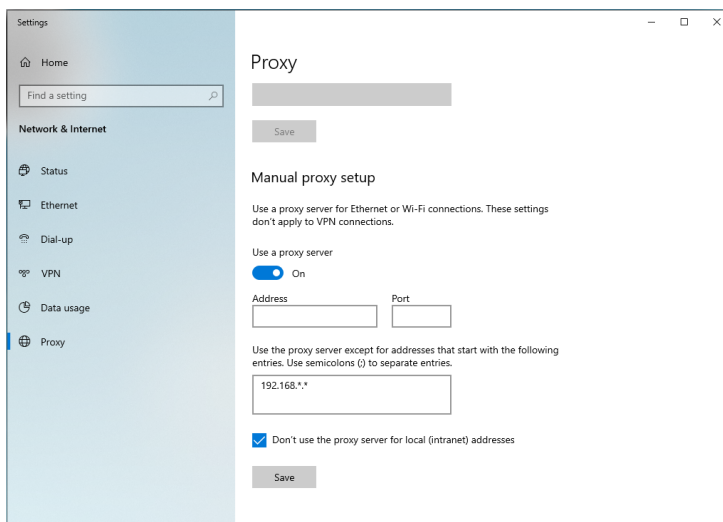 Settings
Home
Find a setting
Network & Internet
Status
Ethernet
Dial-up
VPN
Data usage
Proxy
Proxy
Save
Manual proxy setup
Use a proxy server for Ethernet or Wi-Fi connections. These settings
don't apply to VPN connections.
Use a proxy server
On
Address Port
Use the proxy server except for addresses that start with the following
entries. Use semicolons (;) to separate entries.
192.168.*.*
Don't use the proxy server for local (intranet) addresses
Save